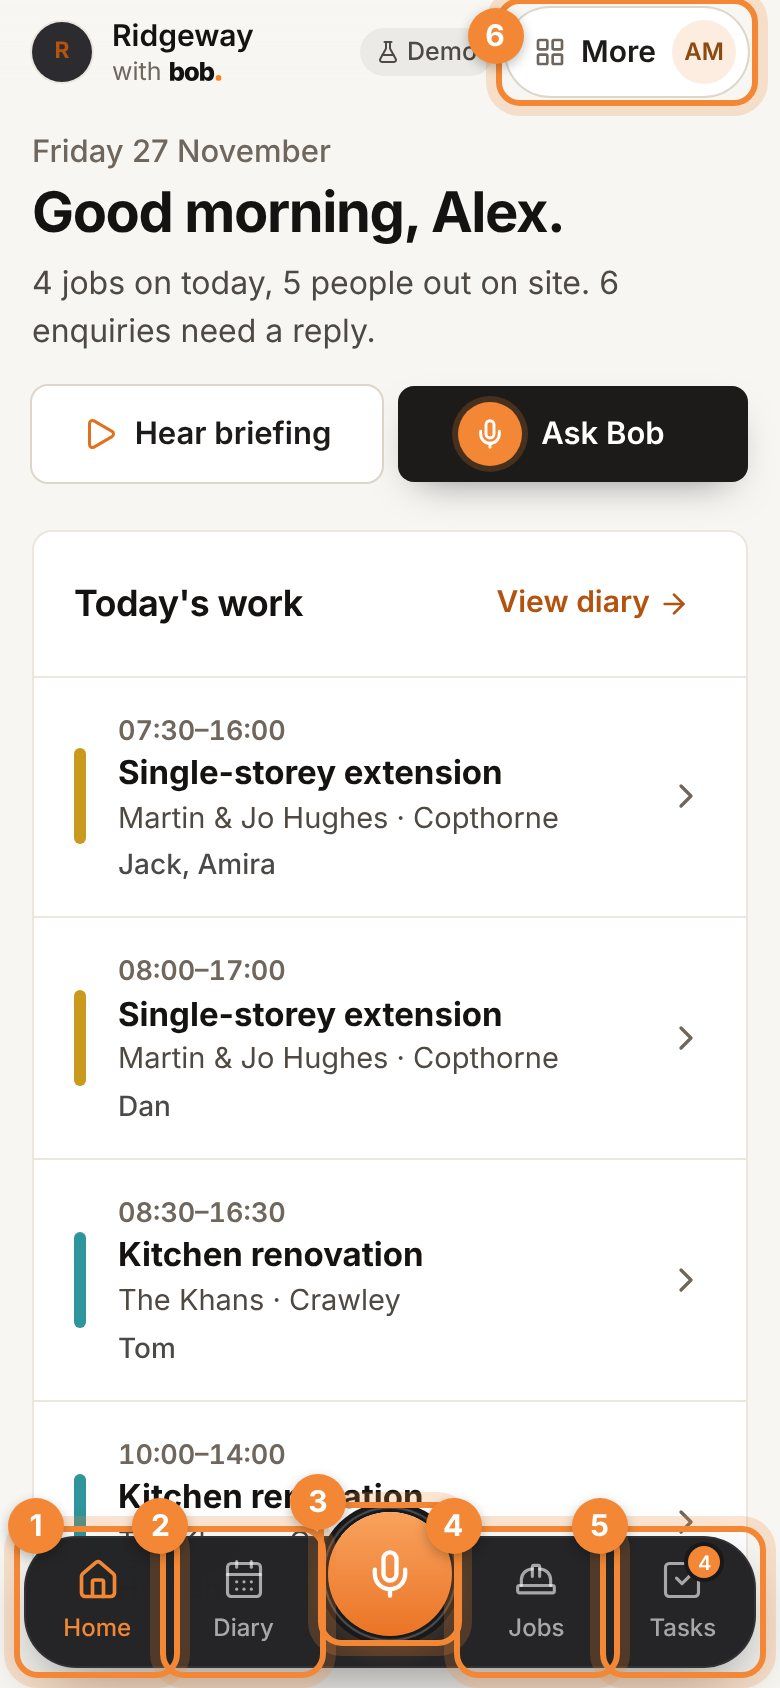 R
Ridgeway
with bob.
Demo
6
More
AM
Friday 27 November
Good morning, Alex.
4 jobs on today, 5 people out on site. 6
enquiries need a reply.
Hear briefing
Ask Bob
Today's work
View diary →
07:30–16:00
Single-storey extension
Martin & Jo Hughes · Copthorne
Jack, Amira
08:00–17:00
Single-storey extension
Martin & Jo Hughes · Copthorne
Dan
08:30–16:30
Kitchen renovation
The Khans · Crawley
Tom
10:00–14:00
Kitchen renovation
1
2
3
4
5
4
Home
Diary
Jobs
Tasks